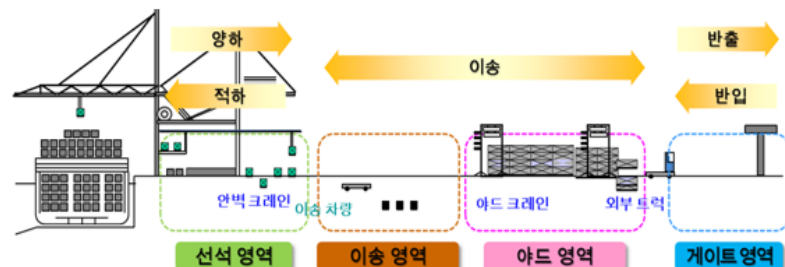 양하
적하
이송
반출
반입
안벽 크레인
이송 차량
야드 크레인
외부 트럭
선석 영역
이송 영역
야드 영역
게이트 영역